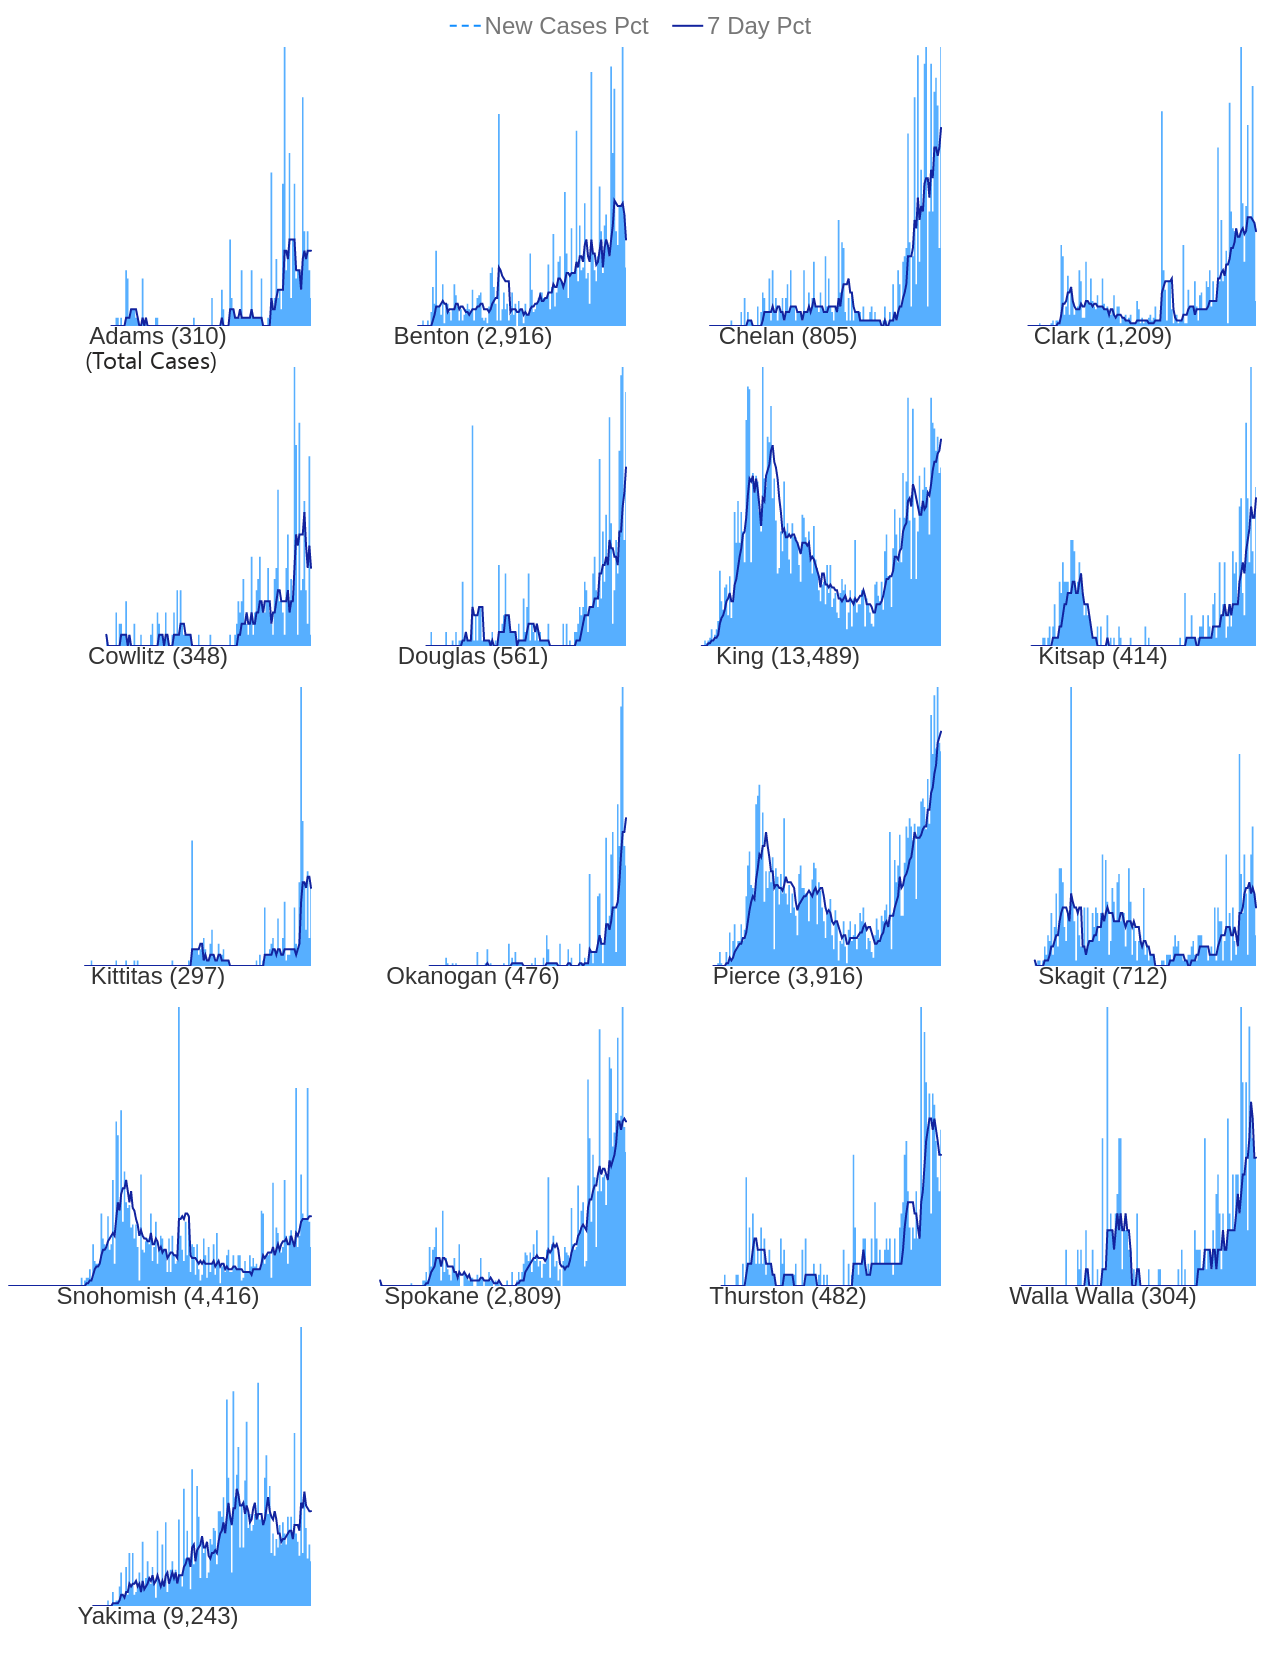 New Cases Pct 7 Day Pct
Adams (310) Benton (2,916) Chelan (805) Clark (1,209)
(Total Cases)
Cowlitz (348) Douglas (561) King (13,489) Kitsap (414)
Kittitas (297) Okanogan (476) Pierce (3,916) Skagit (712)
Snohomish (4,416) Spokane (2,809) Thurston (482) Walla Walla (304)
Yakima (9,243)